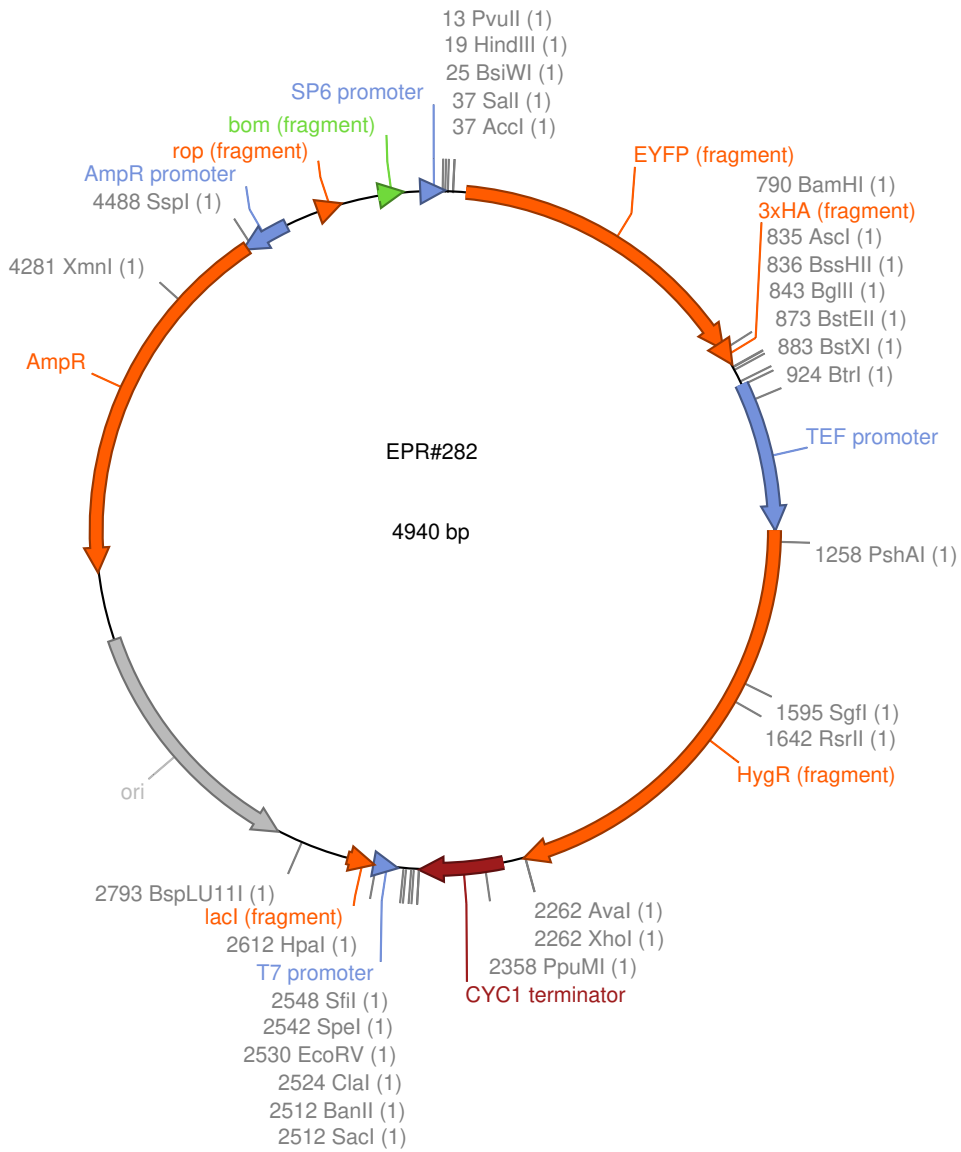 13 PvuII (1)
19 HindIII (1)
25 BsiWI (1)
37 SalI (1)
37 AccI (1)
SP6 promoter
bom (fragment)
rop (fragment)
AmpR promoter
4488 SspI (1)
4281 XmnI (1)
AmpR
EYFP (fragment)
790 BamHI (1)
3xHA (fragment)
835 AscI (1)
836 BssHII (1)
843 BglII (1)
873 BstEII (1)
883 BstXI (1)
924 BtrI (1)
TEF promoter
EPR#282
4940 bp
1258 PshAI (1)
1595 SgfI (1)
1642 RsrII (1)
HygR (fragment)
ori
2793 BspLU11I (1)
lacI (fragment)
2612 HpaI (1)
T7 promoter
2548 SfiI (1)
2542 SpeI (1)
2530 EcoRV (1)
2524 ClaI (1)
2512 BanII (1)
2512 SacI (1)
2262 AvaI (1)
2262 XhoI (1)
2358 PpuMI (1)
CYC1 terminator